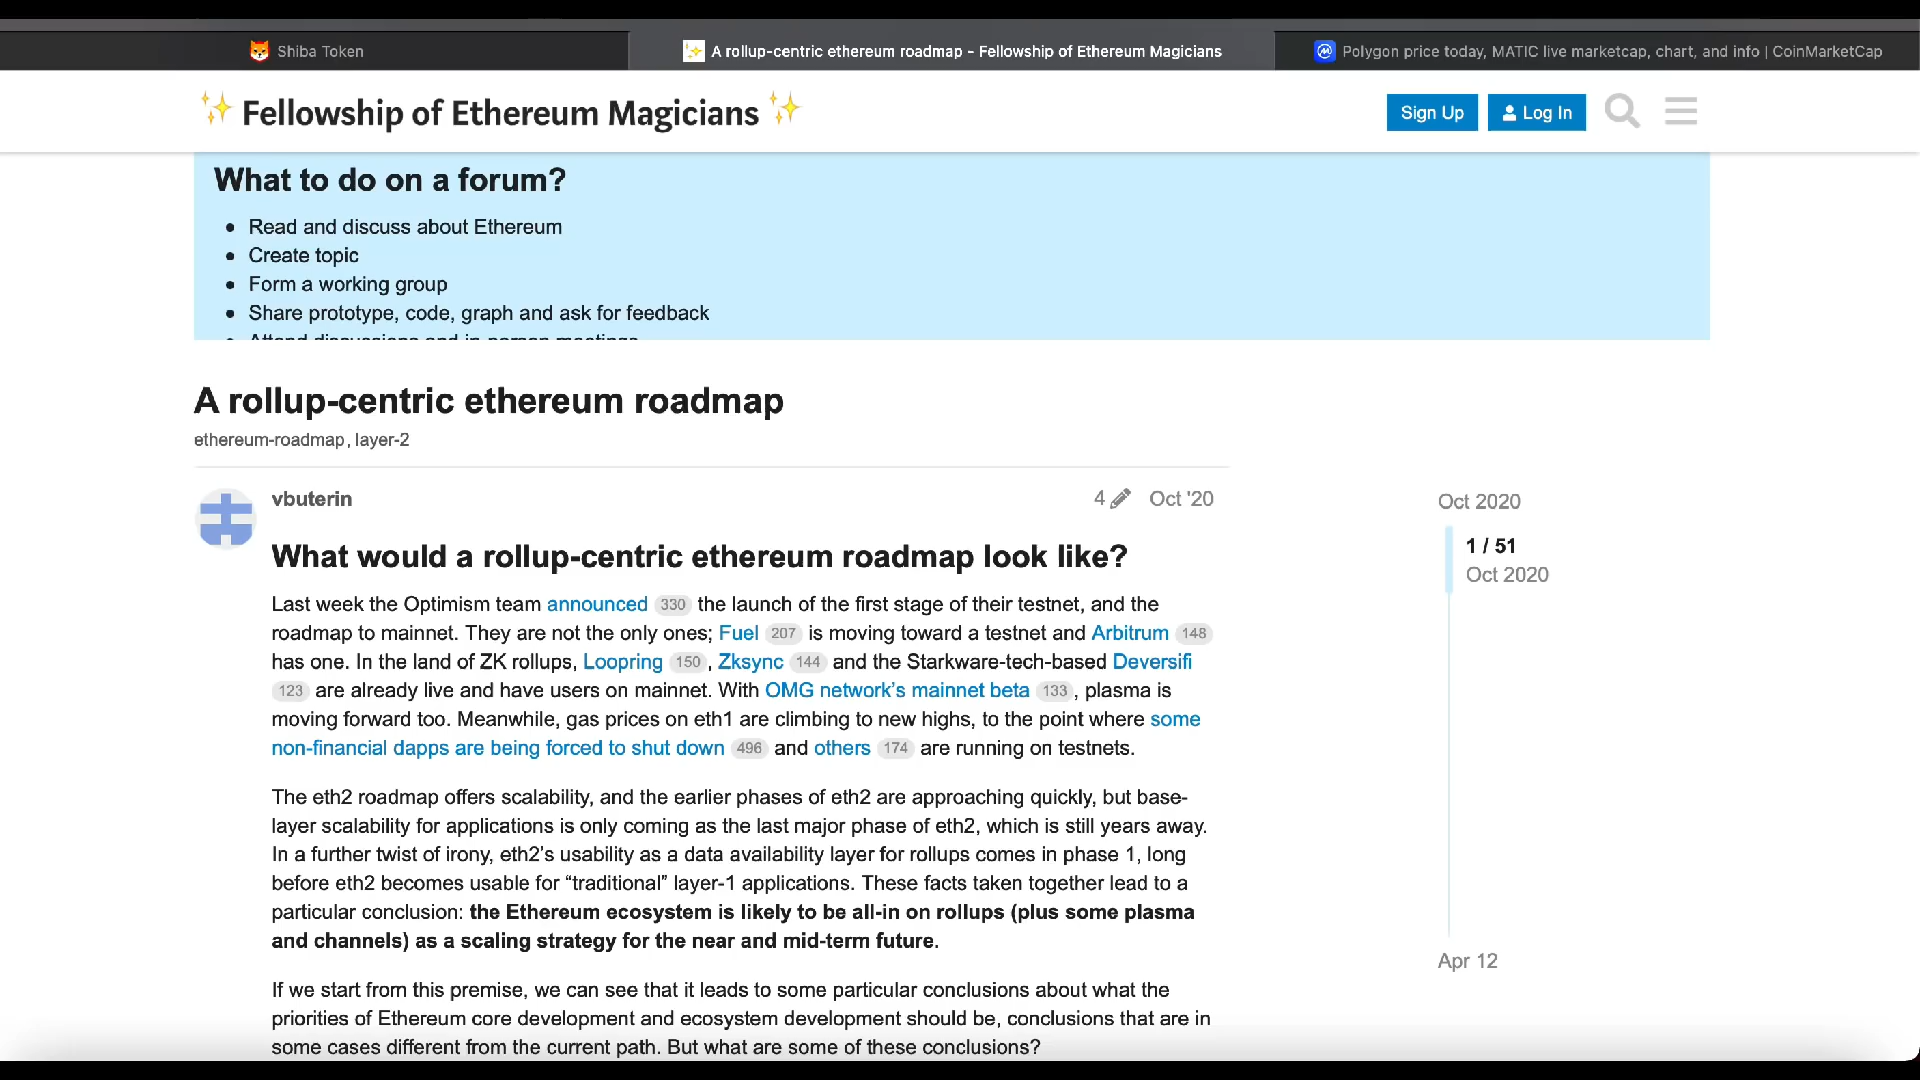 Shiba Token
A rollup-centric ethereum roadmap - Fellowship of Ethereum Magicians
Polygon price today, MATIC live marketcap, chart, and info | CoinMarketCap
Fellowship of Ethereum Magicians
Sign Up
Log In
What to do on a forum?
Read and discuss about Ethereum
Create topic
Form a working group
Share prototype, code, graph and ask for feedback
Attend discussions and in-person meetings
A rollup-centric ethereum roadmap
ethereum-roadmap, layer-2
vbuterin
4
Oct '20
Oct 2020
What would a rollup-centric ethereum roadmap look like?
1 / 51
Oct 2020
Last week the Optimism team announced 330 the launch of the first stage of their testnet, and the
roadmap to mainnet. They are not the only ones; Fuel 207 is moving toward a testnet and Arbitrum 148
has one. In the land of ZK rollups, Loopring 150 , Zksync 144 and the Starkware-tech-based Deversifi
123 are already live and have users on mainnet. With OMG network’s mainnet beta 133 , plasma is
moving forward too. Meanwhile, gas prices on eth1 are climbing to new highs, to the point where some
non-financial dapps are being forced to shut down 496 and others 174 are running on testnets.
The eth2 roadmap offers scalability, and the earlier phases of eth2 are approaching quickly, but base-
layer scalability for applications is only coming as the last major phase of eth2, which is still years away.
In a further twist of irony, eth2’s usability as a data availability layer for rollups comes in phase 1, long
before eth2 becomes usable for “traditional” layer-1 applications. These facts taken together lead to a
particular conclusion: the Ethereum ecosystem is likely to be all-in on rollups (plus some plasma
and channels) as a scaling strategy for the near and mid-term future.
Apr 12
If we start from this premise, we can see that it leads to some particular conclusions about what the
priorities of Ethereum core development and ecosystem development should be, conclusions that are in
some cases different from the current path. But what are some of these conclusions?